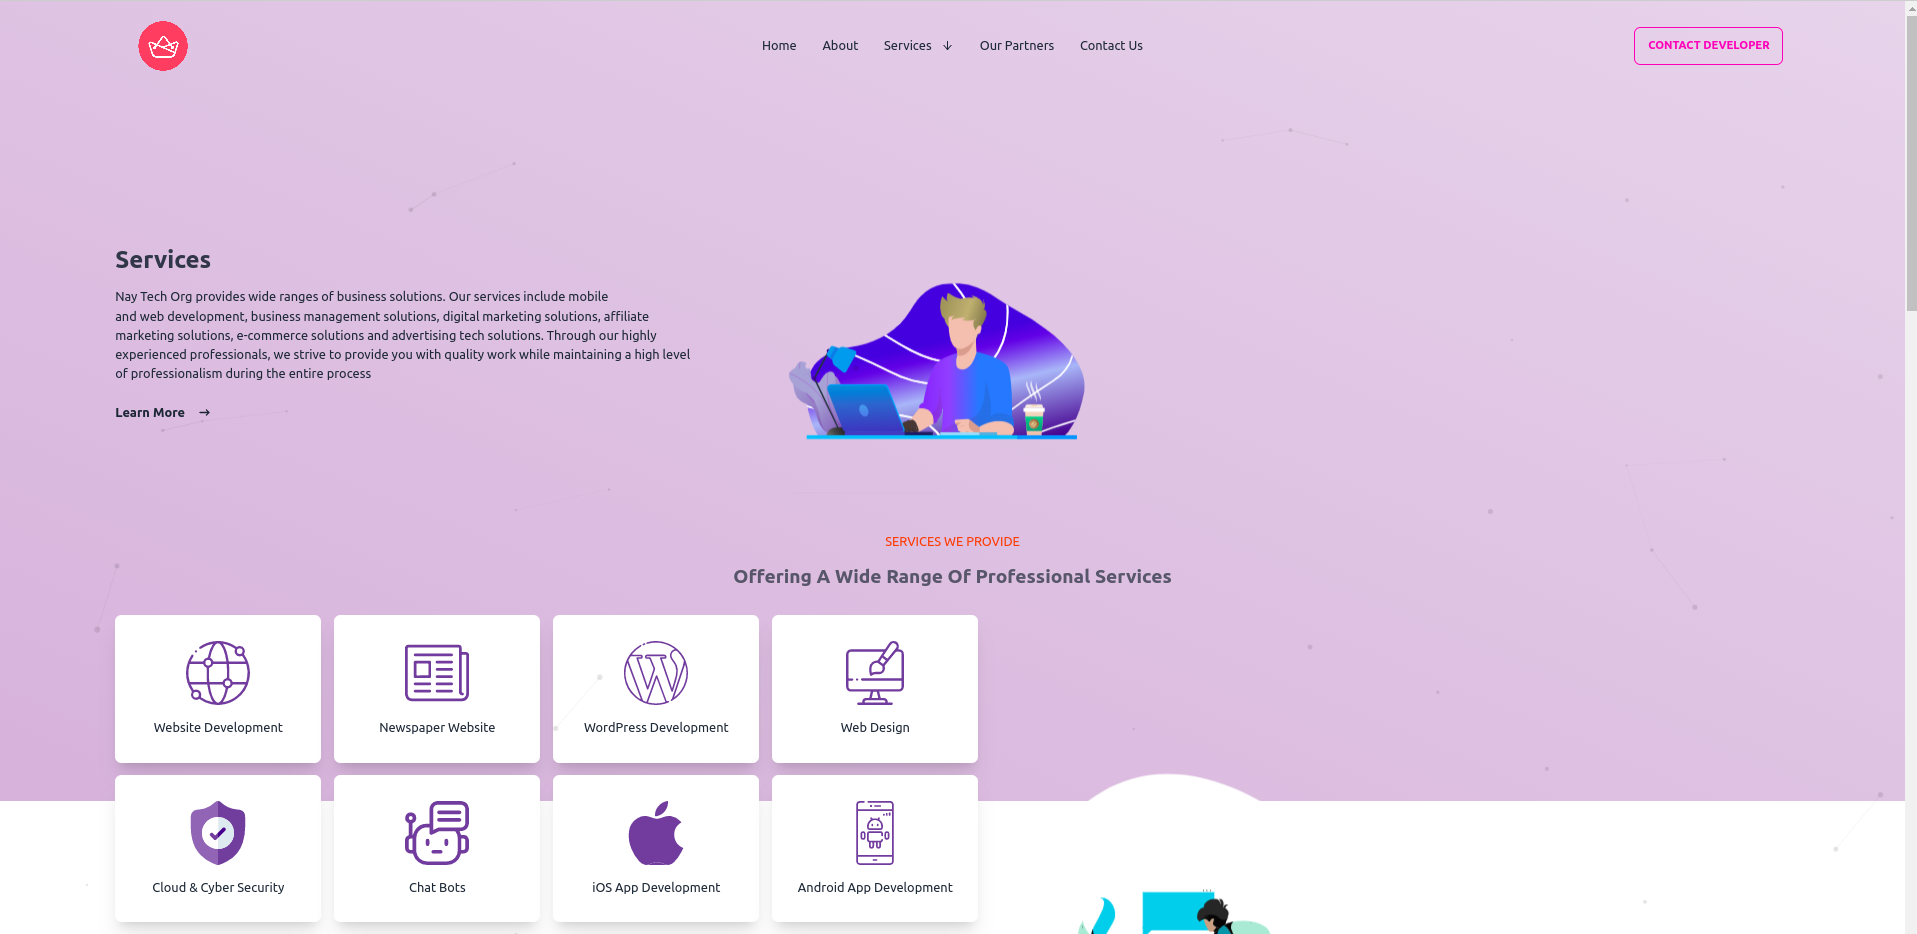 Home
About
Services
Our Partners
Contact Us
CONTACT DEVELOPER
Services
Nay Tech Org provides wide ranges of business solutions. Our services include mobile
and web development, business management solutions, digital marketing solutions, affiliate
marketing solutions, e-commerce solutions and advertising tech solutions. Through our highly
experienced professionals, we strive to provide you with quality work while maintaining a high level
of professionalism during the entire process
Learn More
SERVICES WE PROVIDE
Offering A Wide Range Of Professional Services
Website Development
Newspaper Website
WordPress Development
Web Design
Cloud & Cyber Security
Chat Bots
iOS App Development
Android App Development